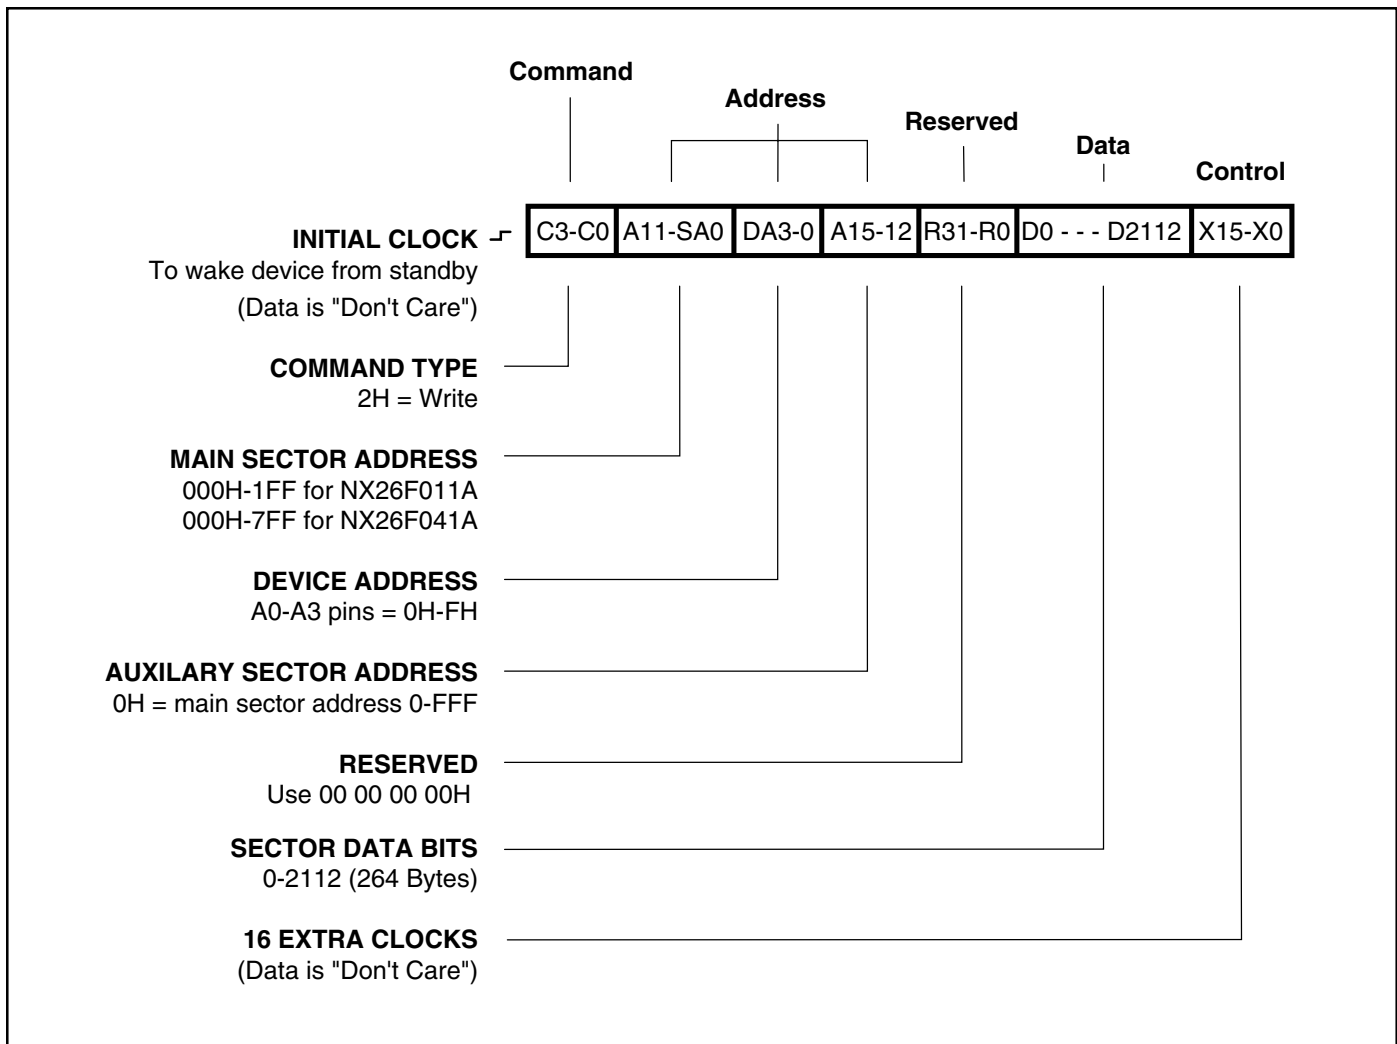 Command
Address
Reserved
Data
Control
C3-C0 A11-SA0 DA3-0 A15-12 R31-R0 D0 - - - D2112 X15-X0
INITIAL CLOCK
To wake device from standby
(Data is "Don't Care")
COMMAND TYPE
2H = Write
MAIN SECTOR ADDRESS
000H-1FF for NX26F011A
000H-7FF for NX26F041A
DEVICE ADDRESS
A0-A3 pins = 0H-FH
AUXILARY SECTOR ADDRESS
0H = main sector address 0-FFF
RESERVED
Use 00 00 00 00H
SECTOR DATA BITS
0-2112 (264 Bytes)
16 EXTRA CLOCKS
(Data is "Don't Care")